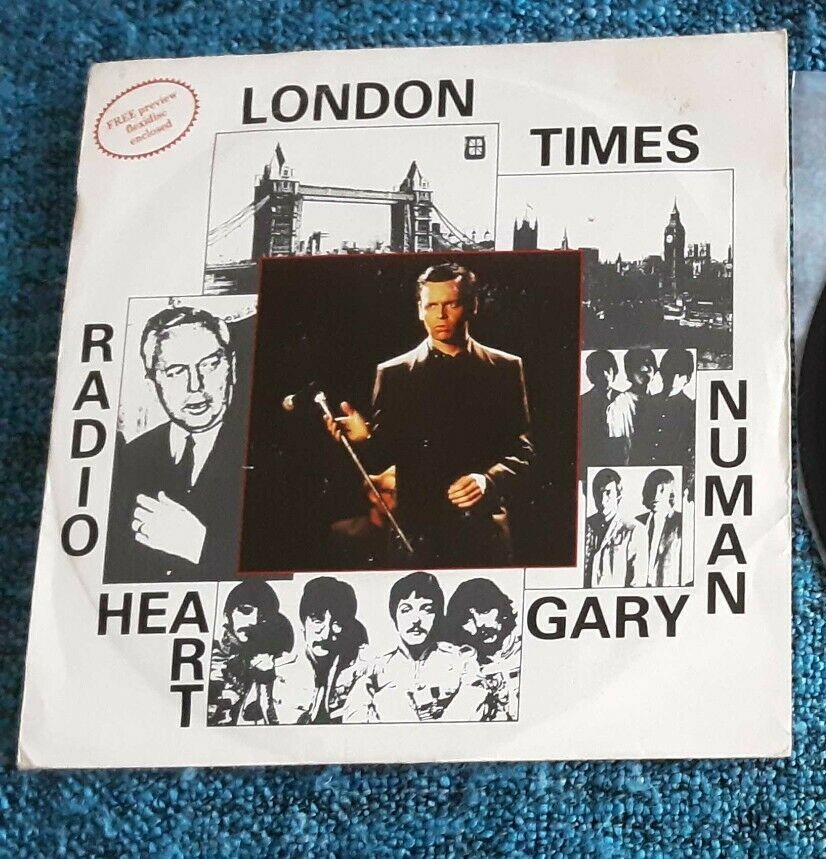 FREE preview
flexidisc
enclosed
LONDON
TIMES
RADIO
HEART
GARY
NUMAN